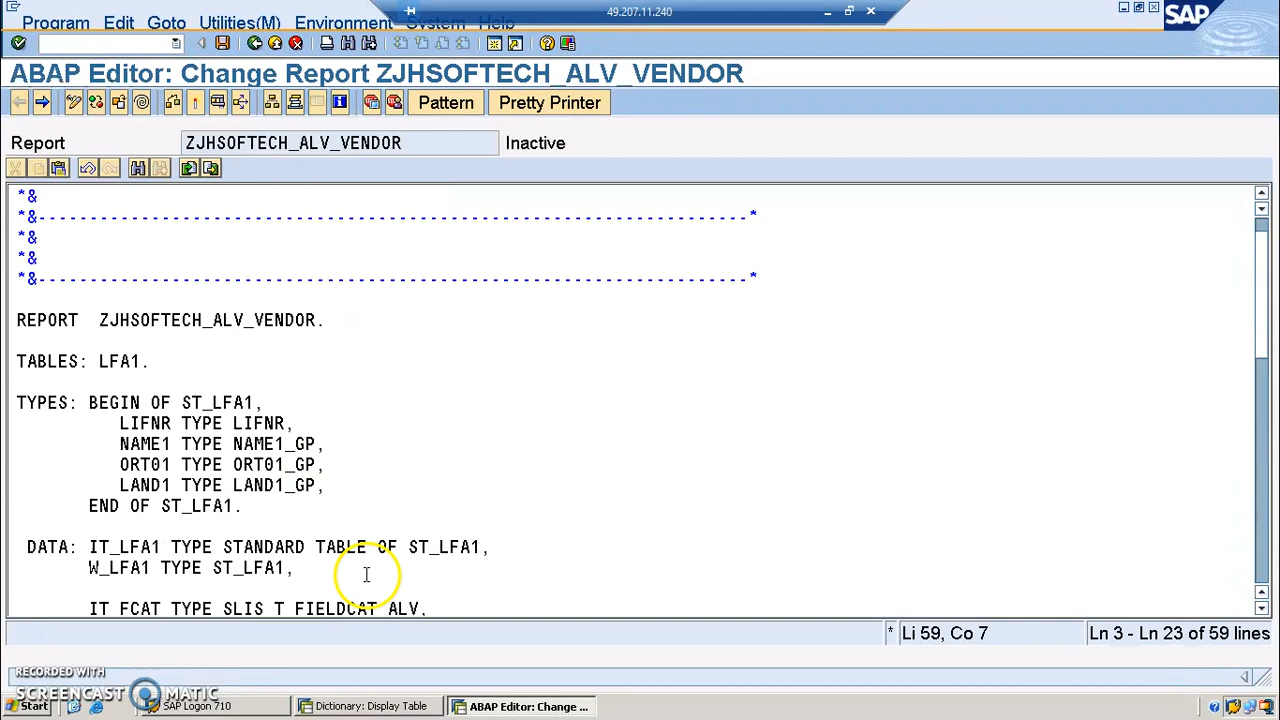 49.207.11.240
Program Edit Goto Utilities(M) Environment System Help
SAP
ABAP Editor: Change Report ZJHSOFTECH_ALV_VENDOR
Pattern Pretty Printer
Report ZJHSOFTECH_ALV_VENDOR Inactive
*&
*&---------------------------------------------------------------------*
*&
*&
*&---------------------------------------------------------------------*
REPORT ZJHSOFTECH_ALV_VENDOR.
TABLES: LFA1.
TYPES: BEGIN OF ST_LFA1,
LIFNR TYPE LIFNR,
NAME1 TYPE NAME1_GP,
ORT01 TYPE ORT01_GP,
LAND1 TYPE LAND1_GP,
END OF ST_LFA1.
DATA: IT_LFA1 TYPE STANDARD TABLE OF ST_LFA1,
W_LFA1 TYPE ST_LFA1,
IT_FCAT TYPE SLIS_T_FIELDCAT_ALV,
* Li 59, Co 7 Ln 3 - Ln 23 of 59 lines
RECORDED WITH
SCREENCAST MATIC
Start SAP Logon 710 Dictionary: Display Table ABAP Editor: Change ...